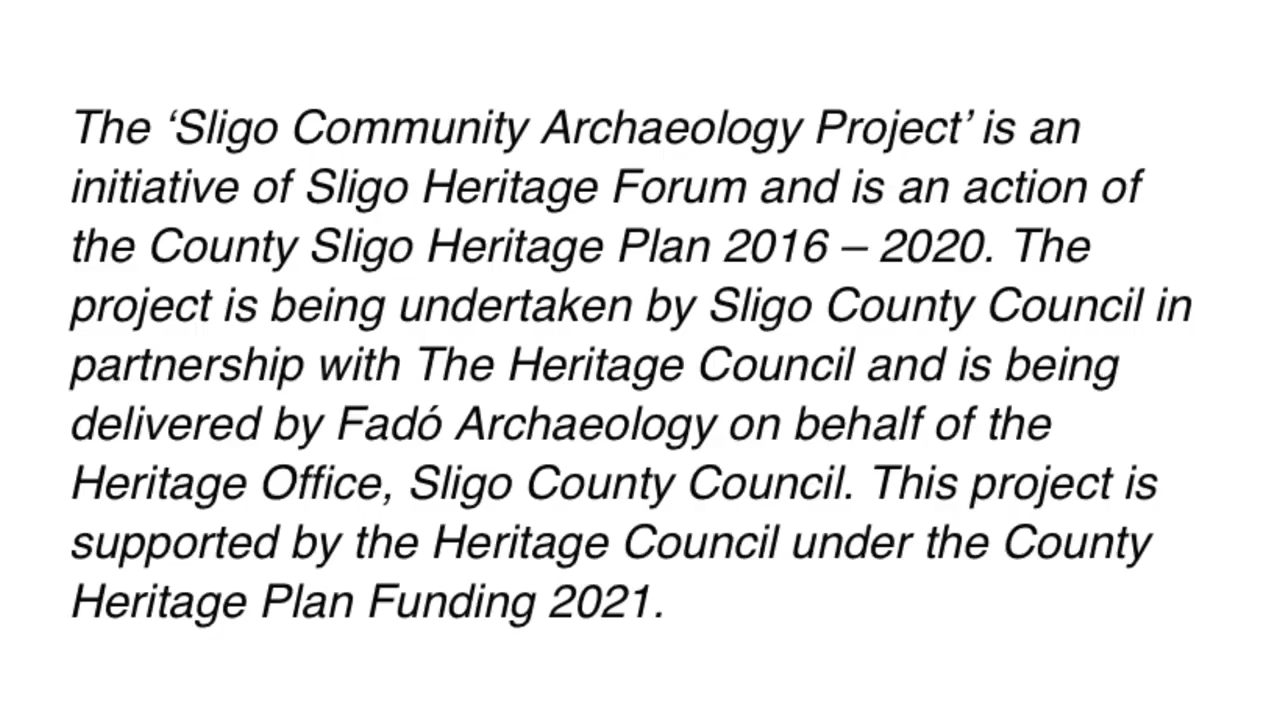 The ‘Sligo Community Archaeology Project’ is an
initiative of Sligo Heritage Forum and is an action of
the County Sligo Heritage Plan 2016 – 2020. The
project is being undertaken by Sligo County Council in
partnership with The Heritage Council and is being
delivered by Fadó Archaeology on behalf of the
Heritage Office, Sligo County Council. This project is
supported by the Heritage Council under the County
Heritage Plan Funding 2021.